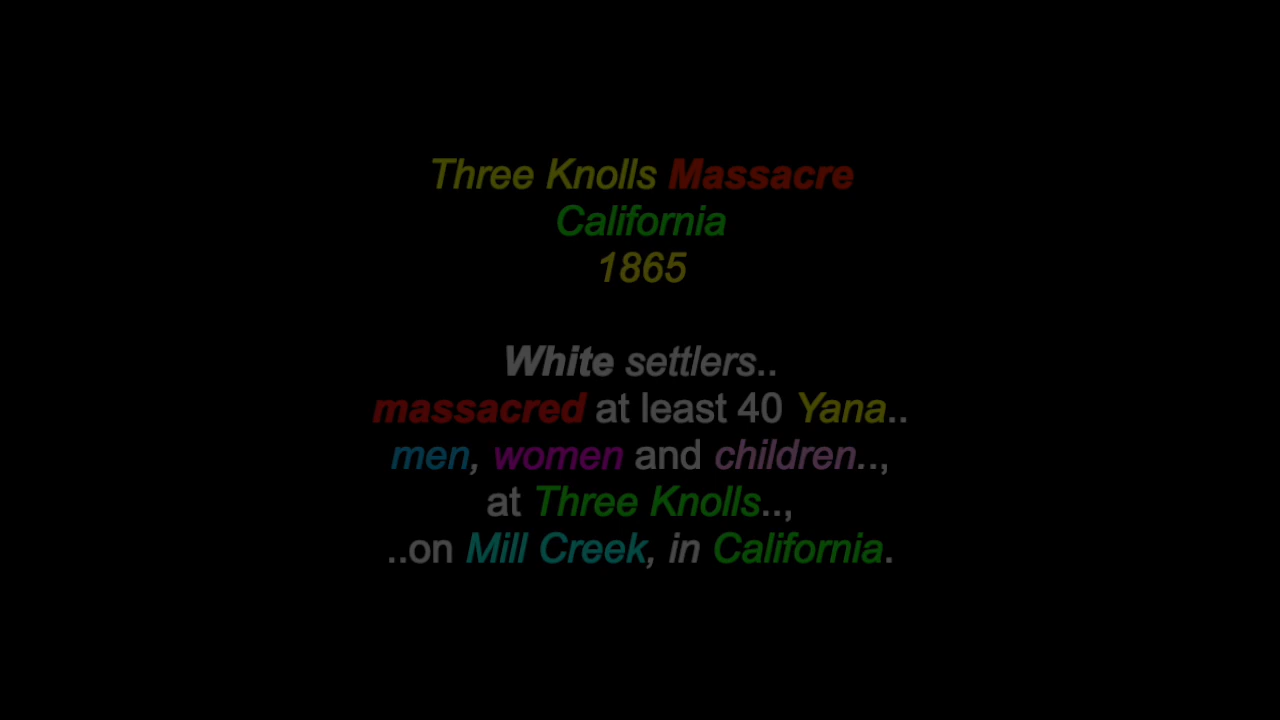 Three Knolls Massacre
California
1865
White settlers..
massacred at least 40 Yana..
men, women and children..,
at Three Knolls..,
..on Mill Creek, in California.